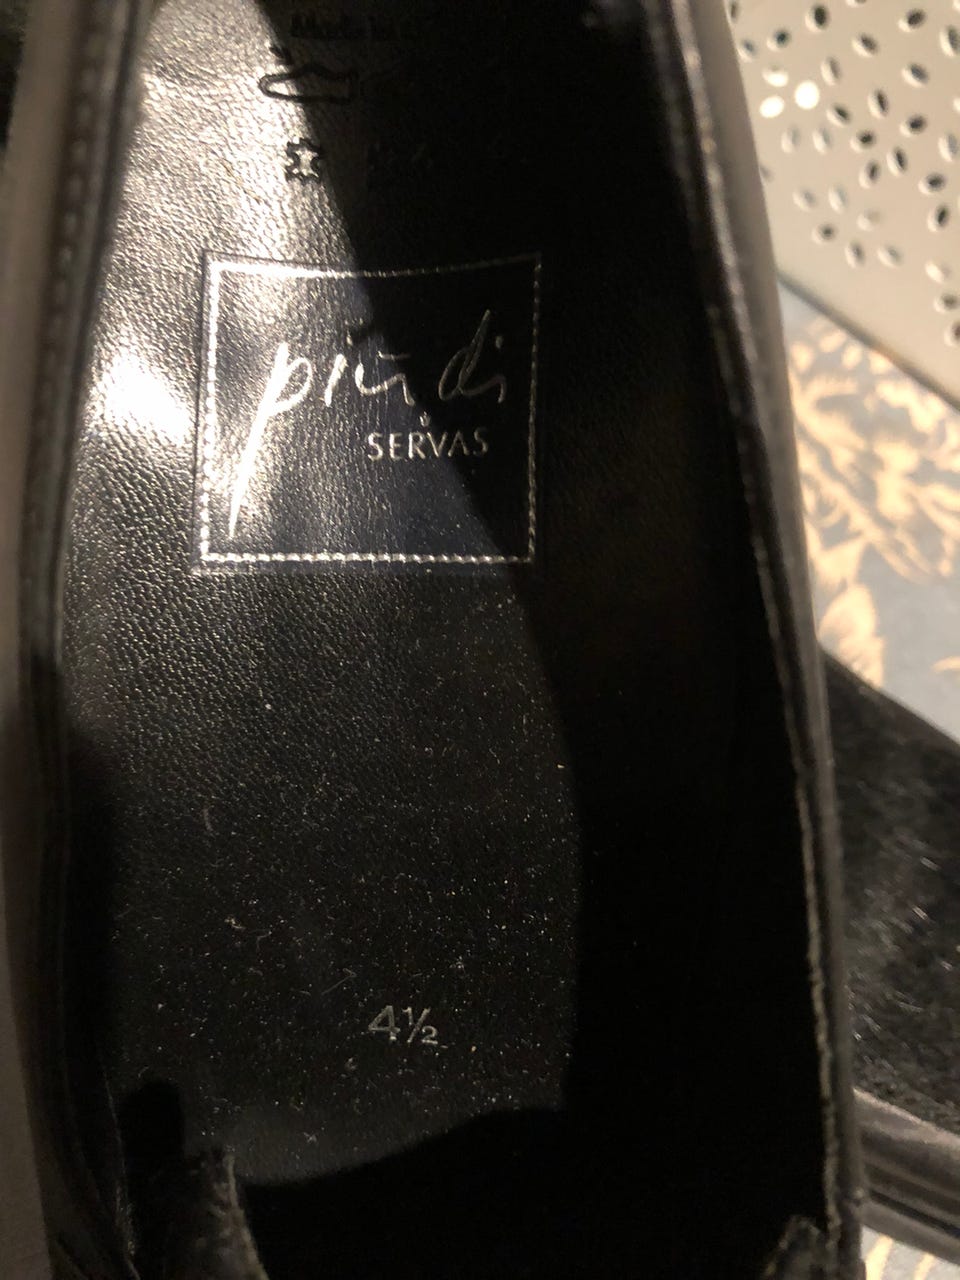 più di
SERVAS
4½